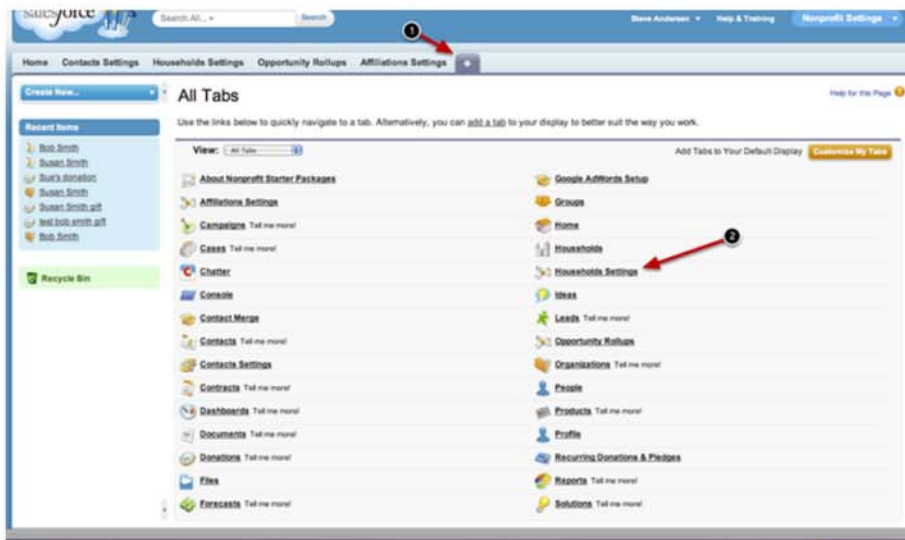 salesforce
Search All...
Search
Steve Andersen
Help & Training
Nonprofit Settings
1
Home
Contacts Settings
Households Settings
Opportunity Rollups
Affiliations Settings
+
Create New...
All Tabs
Help for this Page
Use the links below to quickly navigate to a tab. Alternatively, you can add a tab to your display to better suit the way you work.
Recent Items
Bob Smith
Susan Smith
Sue's donation
Susan Smith
Susan Smith gift
test bob smith gift
Bob Smith
Recycle Bin
View: All Tabs
Add Tabs to Your Default Display
Customize My Tabs
About Nonprofit Starter Packages
Affiliations Settings
Campaigns Tell me more!
Cases Tell me more!
Chatter
Console
Contact Merge
Contacts Tell me more!
Contacts Settings
Contracts Tell me more!
Dashboards Tell me more!
Documents Tell me more!
Donations Tell me more!
Files
Forecasts Tell me more!
Google AdWords Setup
Groups
Home
2
Households
Households Settings
Ideas
Leads Tell me more!
Opportunity Rollups
Organizations Tell me more!
People
Products Tell me more!
Profile
Recurring Donations & Pledges
Reports Tell me more!
Solutions Tell me more!